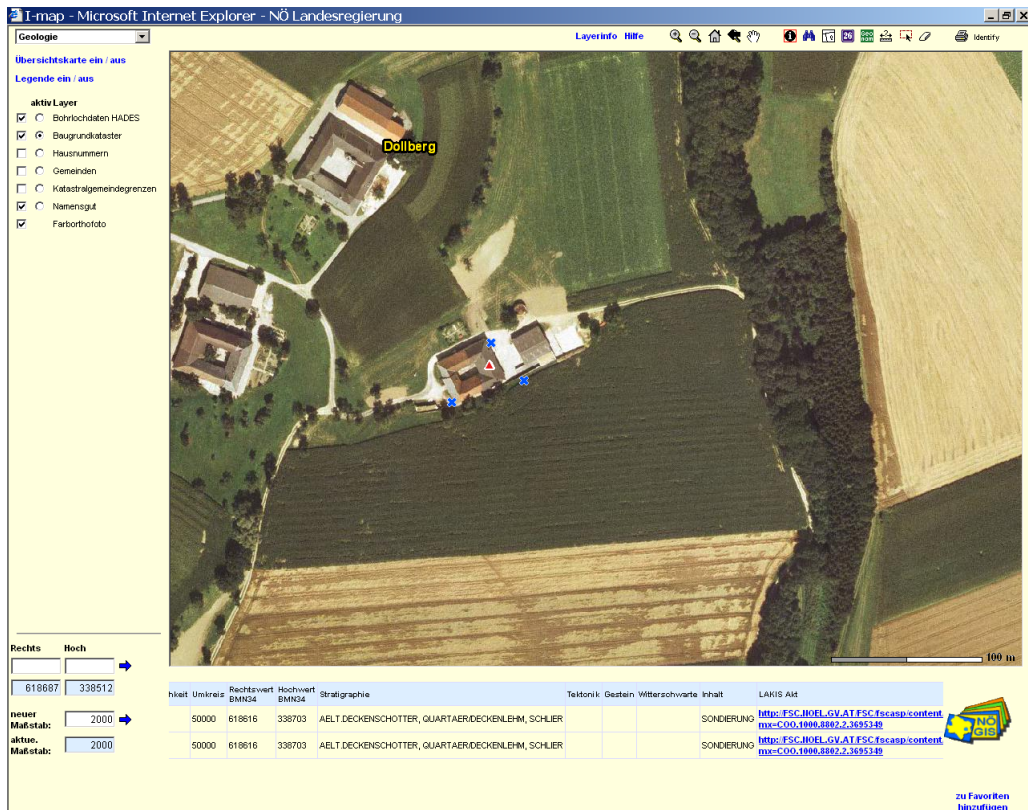 I-map - Microsoft Internet Explorer - NÖ Landesregierung
Geologie
Layerinfo Hilfe
26
Geo nam
Identify
Übersichtskarte ein / aus
Legende ein / aus
aktiv Layer
Bohrlochdaten HADES
Baugrundkataster
Hausnummern
Gemeinden
Katastralgemeindegrenzen
Namensgut
Farborthofoto
Dollberg
100 m
Rechts Hoch
618687 338512
neuer
Maßstab: 2000
aktue.
Maßstab: 2000
hkeit Umkreis Rechtswert BMN34 Hochwert BMN34 Stratigraphie Tektonik Gestein Witterschwarte Inhalt LAKIS Akt
50000 618616 338703 AELT.DECKENSCHOTTER, QUARTAER/DECKENLEHM, SCHLIER SONDIERUNG http://FSC.NOEL.GV.AT/FSC/fscasp/content
mx=COO.1000.8802.2.3695349
50000 618616 338703 AELT.DECKENSCHOTTER, QUARTAER/DECKENLEHM, SCHLIER SONDIERUNG http://FSC.NOEL.GV.AT/FSC/fscasp/content
mx=COO.1000.8802.2.3695349
NÖ
GIS
zu Favoriten
hinzufügen